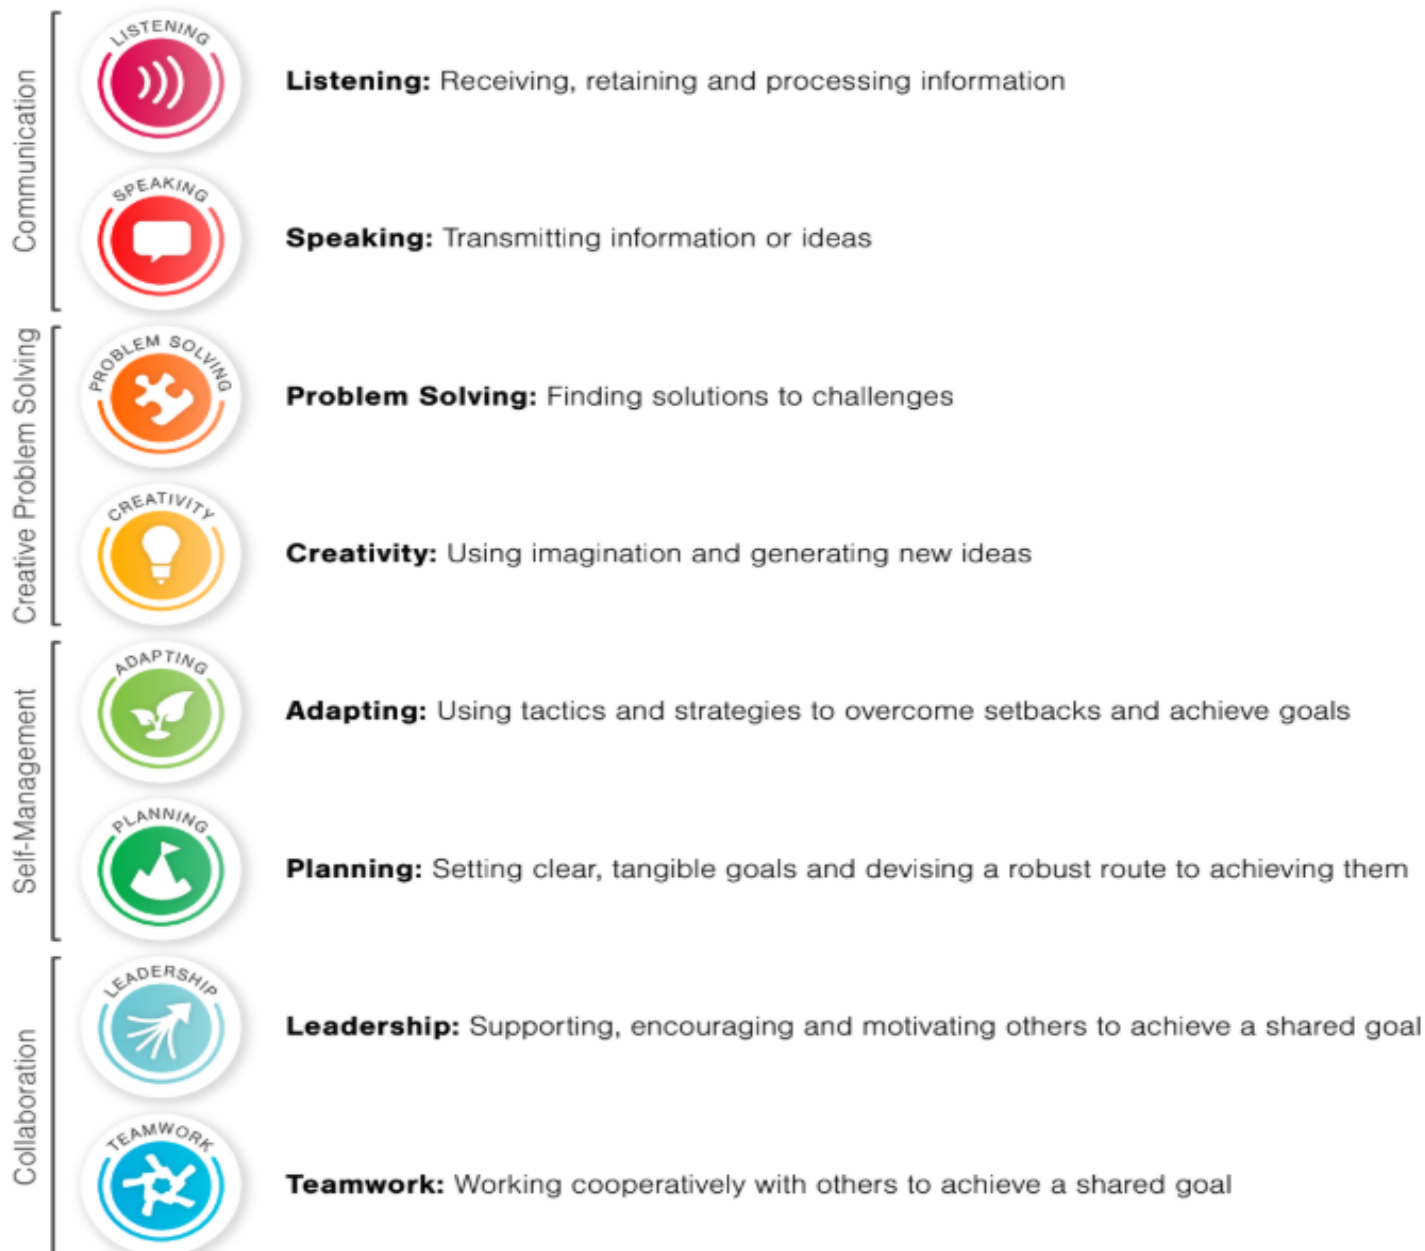 Communication
LISTENING
Listening: Receiving, retaining and processing information
SPEAKING
Speaking: Transmitting information or ideas
Creative Problem Solving
PROBLEM SOLVING
Problem Solving: Finding solutions to challenges
CREATIVITY
Creativity: Using imagination and generating new ideas
Self-Management
ADAPTING
Adapting: Using tactics and strategies to overcome setbacks and achieve goals
PLANNING
Planning: Setting clear, tangible goals and devising a robust route to achieving them
Collaboration
LEADERSHIP
Leadership: Supporting, encouraging and motivating others to achieve a shared goal
TEAMWORK
Teamwork: Working cooperatively with others to achieve a shared goal